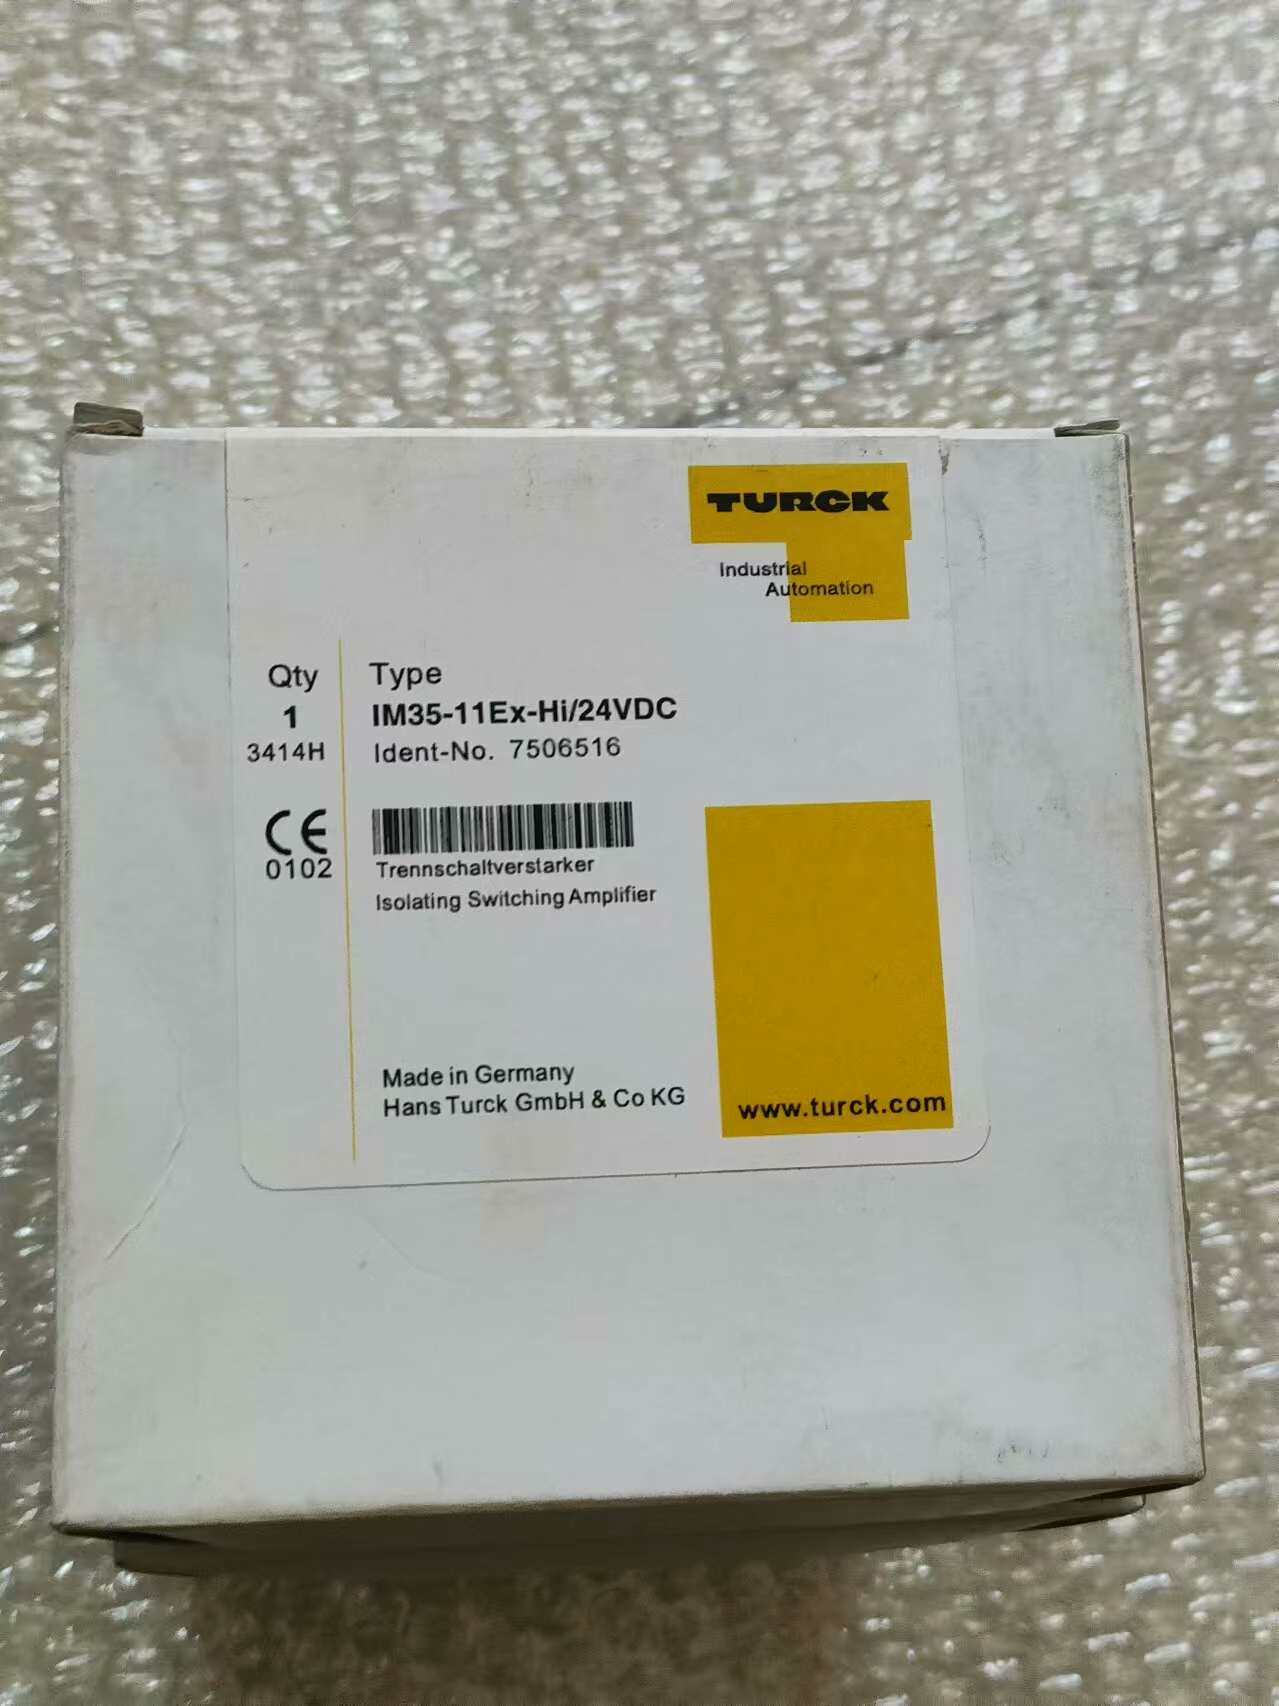 TURCK
Industrial
Automation
Qty
Type
1
IM35-11Ex-Hi/24VDC
3414H
Ident-No. 7506516
CE
0102
Trennschaltverstarker
Isolating Switching Amplifier
Made in Germany
Hans Turck GmbH & Co KG
www.turck.com